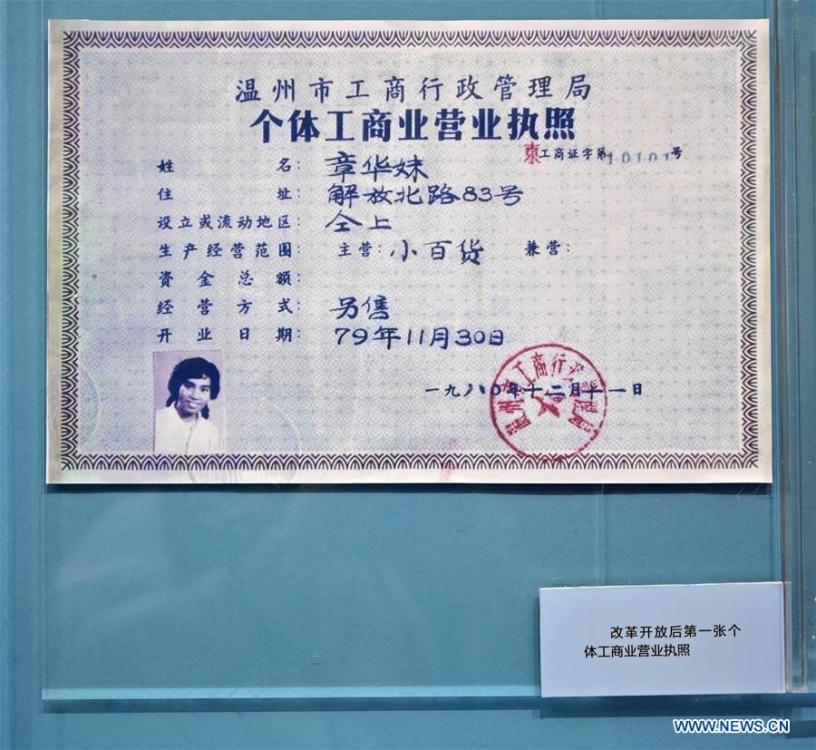 温州市工商行政管理局
个体工商业营业执照
东工商证字第10101号
姓名：章华妹
住址：解放北路83号
设立或流动地区：仝上
生产经营范围：主营：小百货 兼营：
资金总额：
经营方式：另售
开业日期：79年11月30日
一九八〇年十二月十一日
改革开放后第一张个
体工商业营业执照
WWW.NEWS.CN